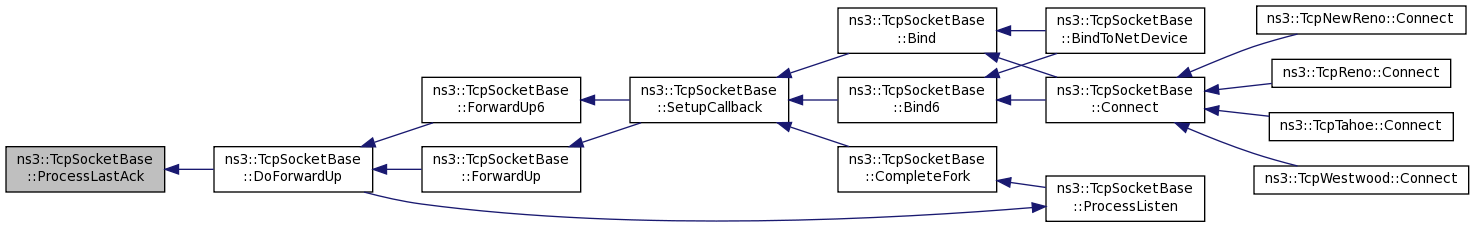 ns3::TcpSocketBase
::ProcessLastAck
ns3::TcpSocketBase
::DoForwardUp
ns3::TcpSocketBase
::ForwardUp6
ns3::TcpSocketBase
::ForwardUp
ns3::TcpSocketBase
::SetupCallback
ns3::TcpSocketBase
::Bind
ns3::TcpSocketBase
::Bind6
ns3::TcpSocketBase
::CompleteFork
ns3::TcpSocketBase
::BindToNetDevice
ns3::TcpSocketBase
::Connect
ns3::TcpSocketBase
::ProcessListen
ns3::TcpNewReno::Connect
ns3::TcpReno::Connect
ns3::TcpTahoe::Connect
ns3::TcpWestwood::Connect